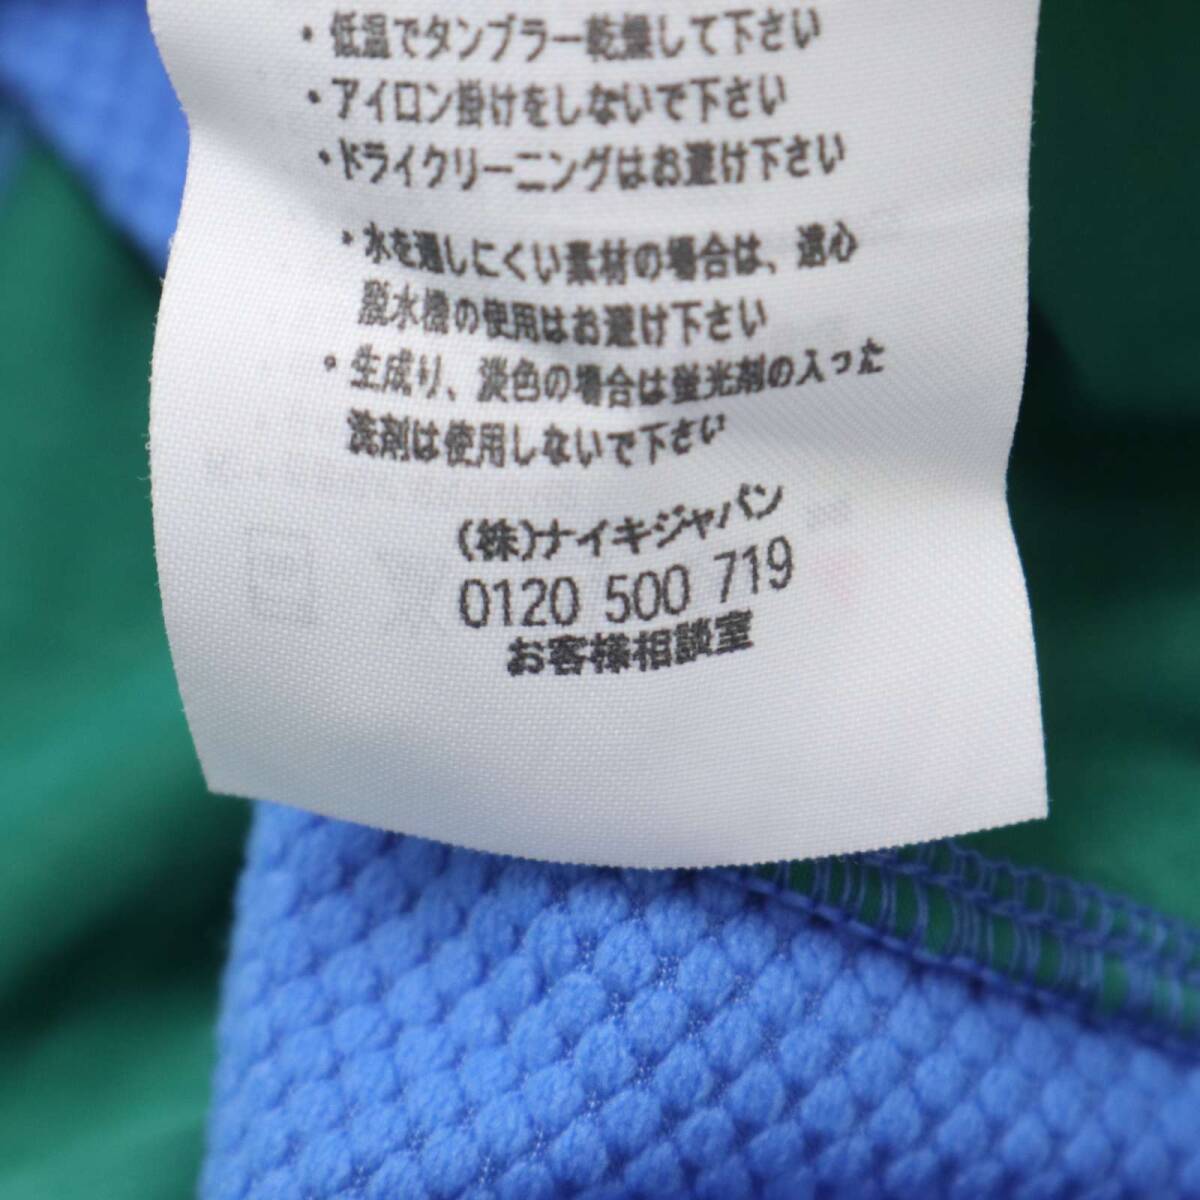 ・低温でタンブラー乾燥して下さい
・アイロン掛けをしないで下さい
・ドライクリーニングはお避け下さい
・水を通しにくい素材の場合は、遠心
脱水機の使用はお避け下さい
・生成り、淡色の場合は蛍光剤の入った
洗剤は使用しないで下さい
(株)ナイキジャパン
0120 500 719
お客様相談室